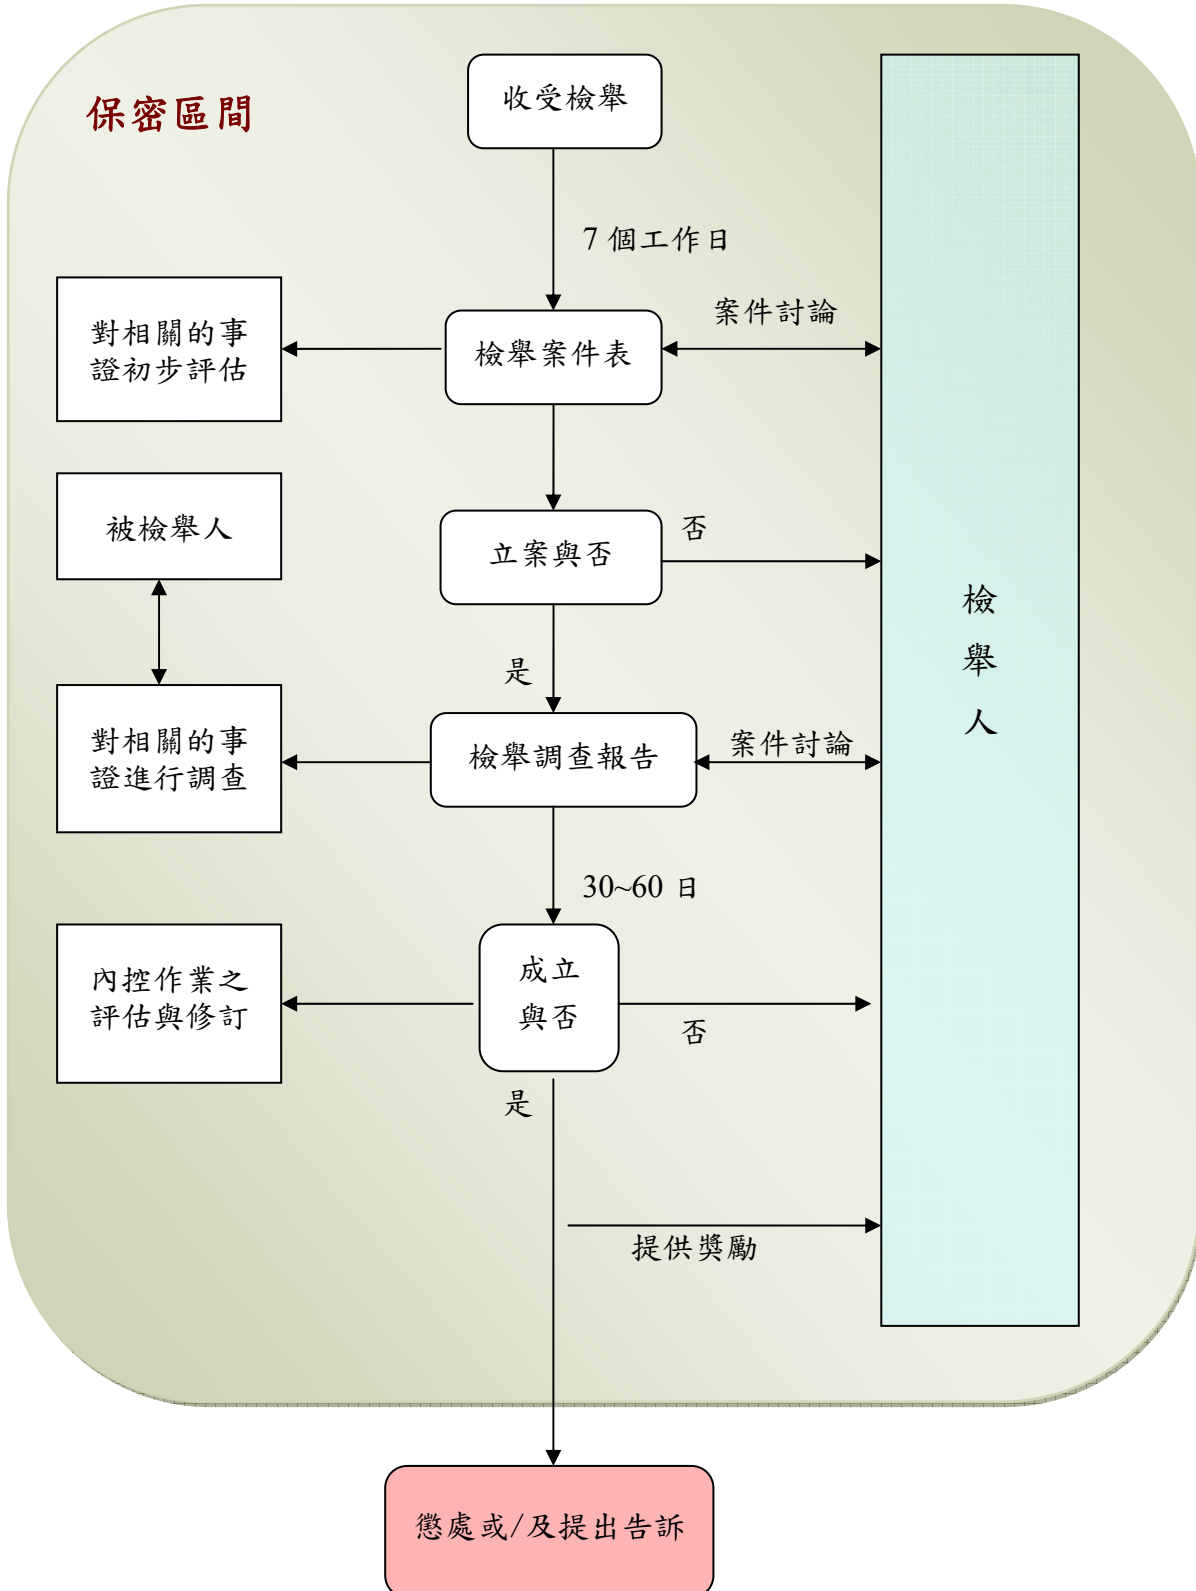 收受檢舉
保密區間
7 個工作日
案件討論
對相關的事
證初步評估
檢舉案件表
被檢舉人
立案與否
否
檢
舉
人
是
對相關的事
證進行調查
檢舉調查報告
案件討論
30~60 日
內控作業之
評估與修訂
成立
與否
否
是
提供獎勵
懲處或/及提出告訴